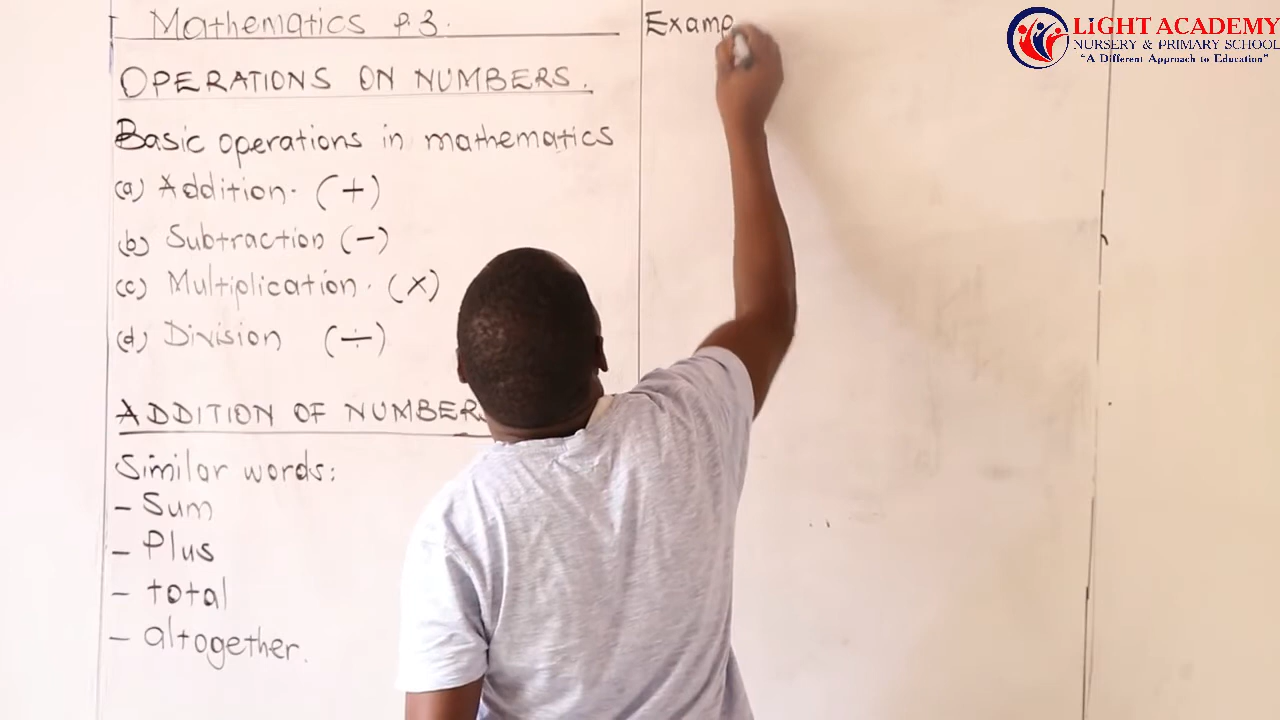 Mathematics P.3.
OPERATIONS ON NUMBERS.
Basic operations in mathematics
(a) Addition. (+)
(b) Subtraction (-)
(c) Multiplication. (×)
(d) Division (÷)
ADDITION OF NUMBERS
Similar words:
- Sum
- Plus
- total
- altogether.
Examp
LIGHT ACADEMY
NURSERY & PRIMARY SCHOOL
"A Different Approach to Education"